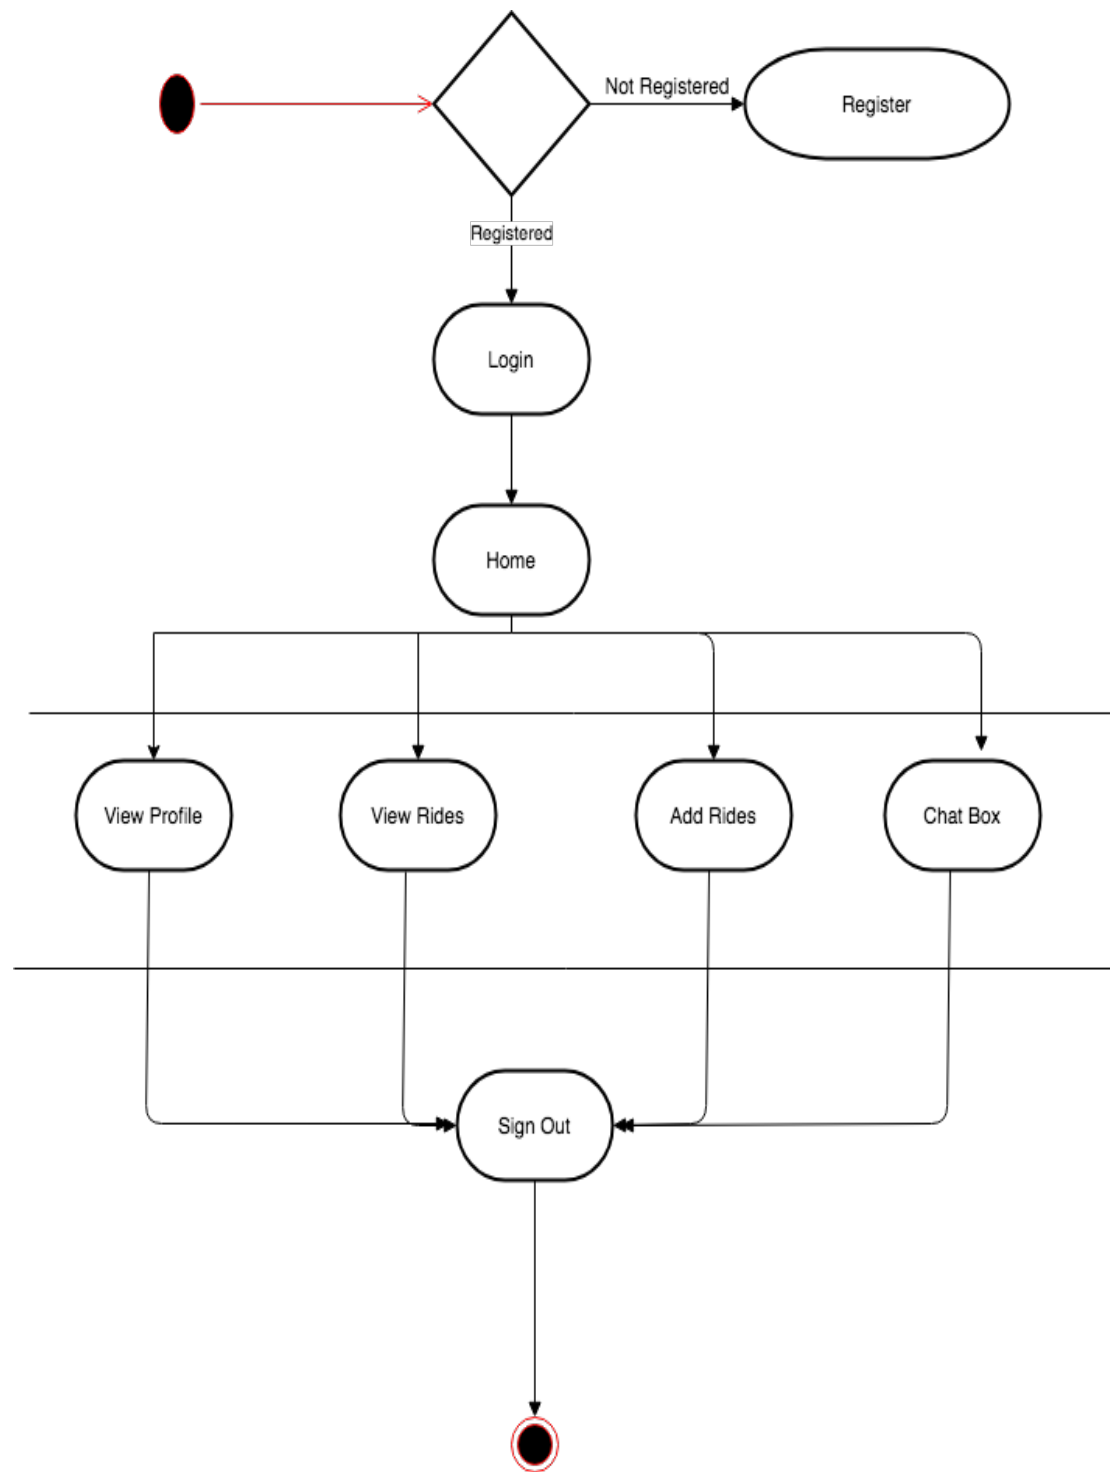 Not Registered
Register
Registered
Login
Home
View Profile
View Rides
Add Rides
Chat Box
Sign Out